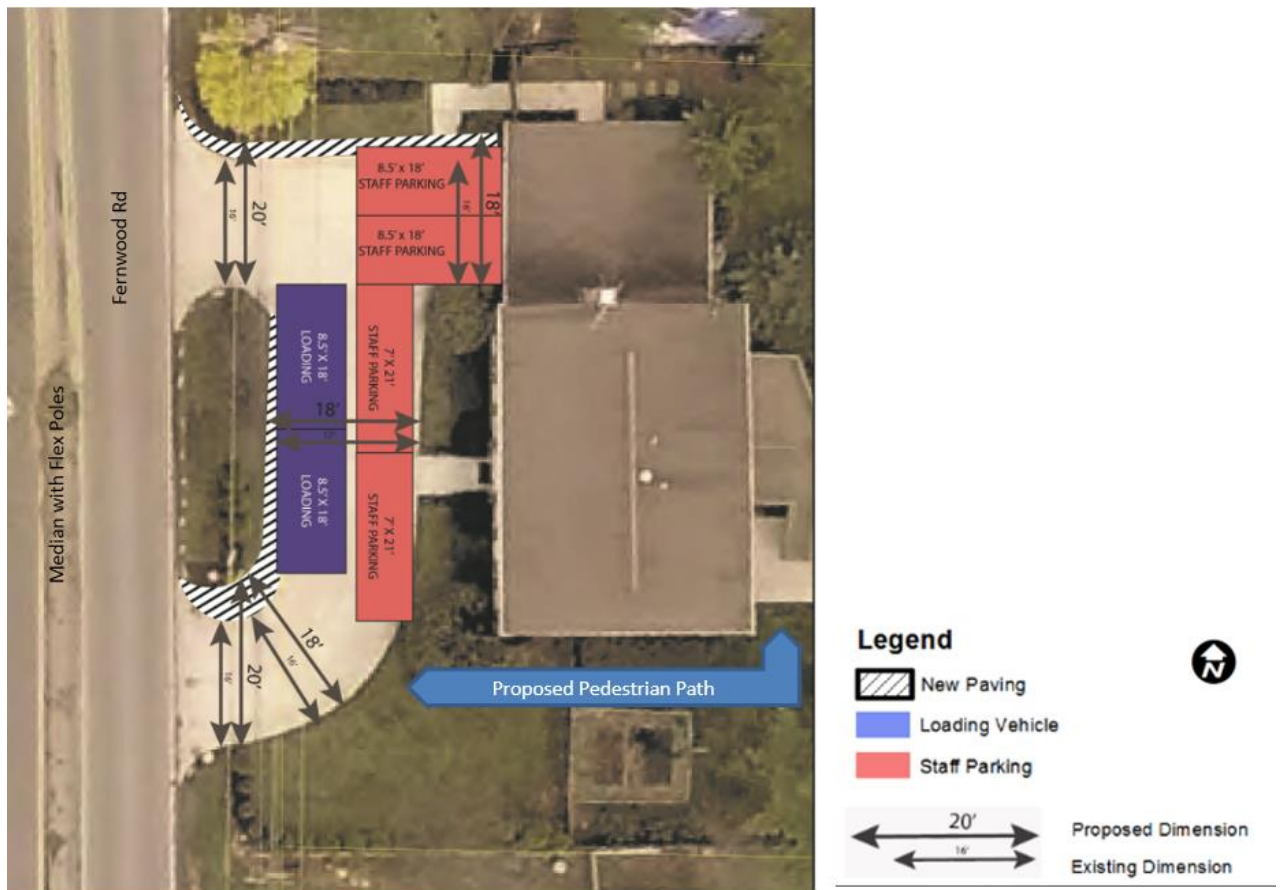 Fernwood Rd
Median with Flex Poles
8.5' x 18'
STAFF PARKING
8.5' x 18'
STAFF PARKING
16'
18'
16'
20'
8.5' X 18'
LOADING
7' X 21'
STAFF PARKING
18'
8.5' X 18'
LOADING
7' X 21'
STAFF PARKING
18'
16'
16'
20'
Proposed Pedestrian Path
Legend
N
New Paving
Loading Vehicle
Staff Parking
20'
Proposed Dimension
16'
Existing Dimension